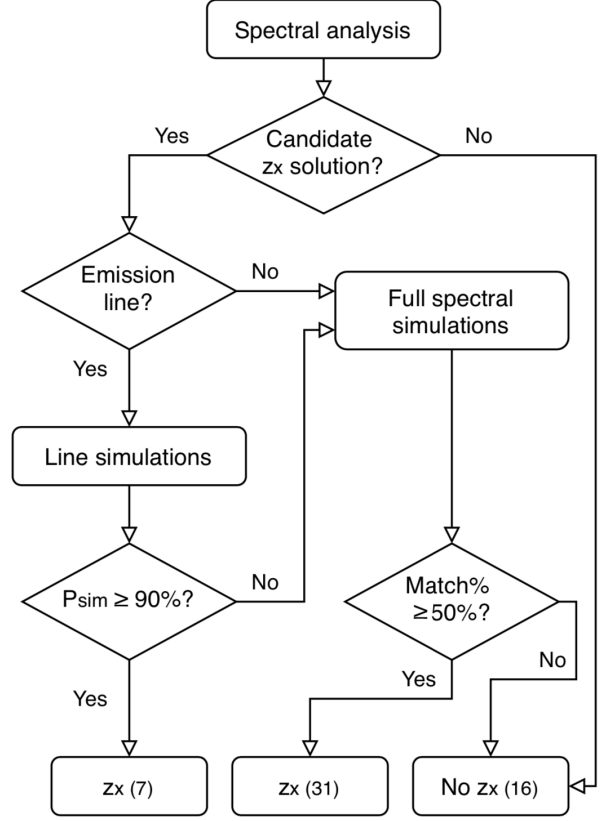 Spectral analysis
Candidate
zx solution?
Yes
No
Emission
line?
No
Full spectral
simulations
Yes
Line simulations
Psim ≥ 90%?
No
Match%
≥50%?
Yes
Yes
No
zx (7)
zx (31)
No zx (16)